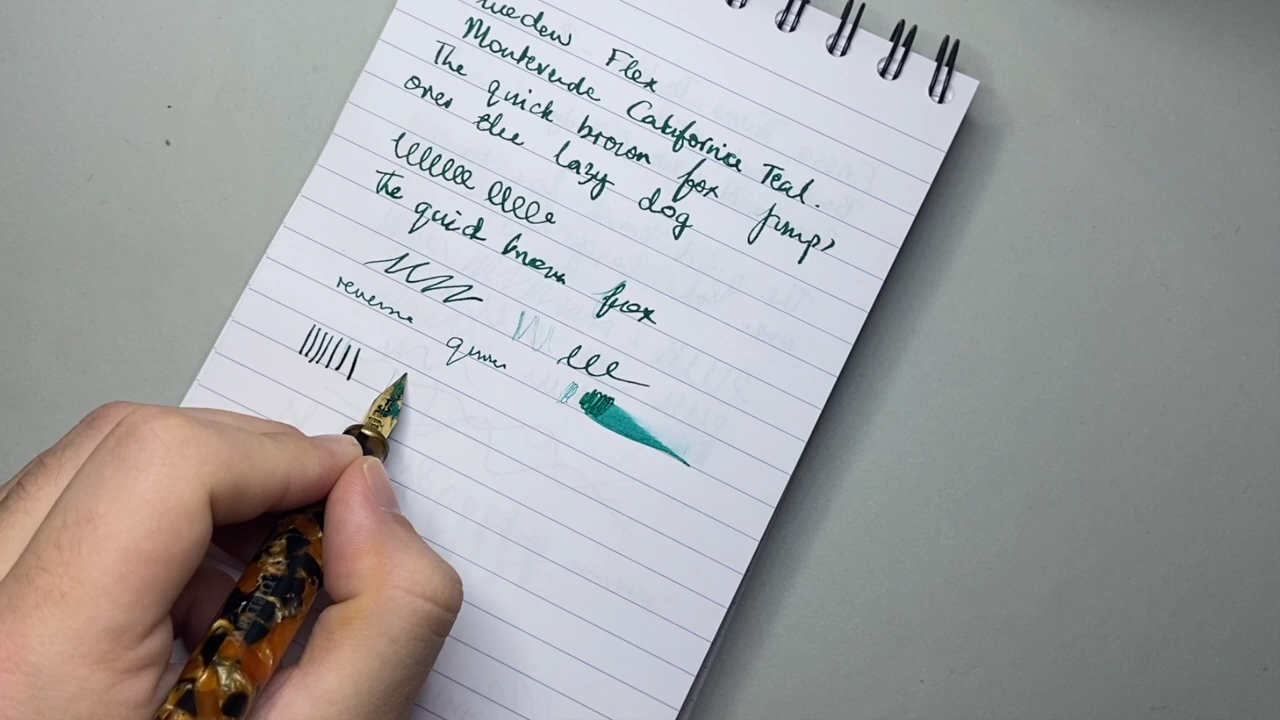 Flex
Monteverde California Teal.
The quick brown fox jumps
over the lazy dog
The quick brown fox
reverse